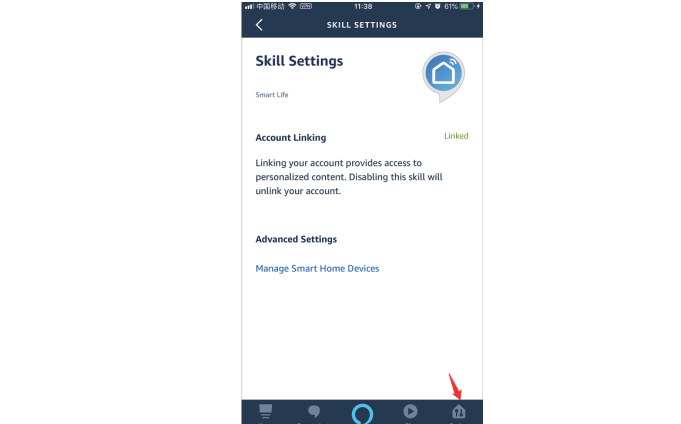 中国移动 VPN 11:38 61%
SKILL SETTINGS
Skill Settings
Smart Life
Account Linking Linked
Linking your account provides access to
personalized content. Disabling this skill will
unlink your account.
Advanced Settings
Manage Smart Home Devices